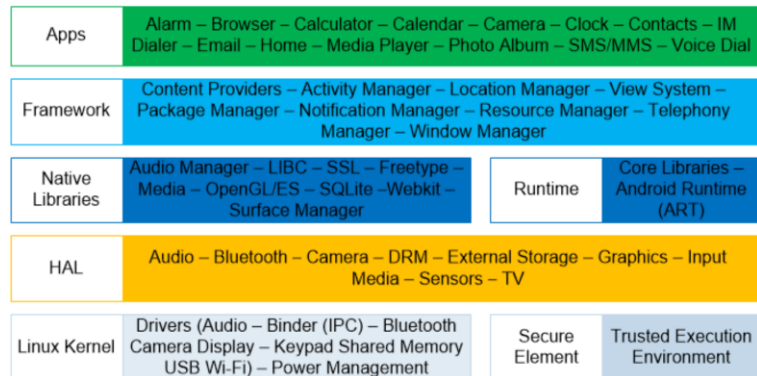 Apps
Alarm – Browser – Calculator – Calendar – Camera – Clock – Contacts – IM
Dialer – Email – Home – Media Player – Photo Album – SMS/MMS – Voice Dial
Framework
Content Providers – Activity Manager – Location Manager – View System –
Package Manager – Notification Manager – Resource Manager – Telephony
Manager – Window Manager
Native
Libraries
Audio Manager – LIBC – SSL – Freetype –
Media – OpenGL/ES – SQLite –Webkit –
Surface Manager
Runtime
Core Libraries –
Android Runtime
(ART)
HAL
Audio – Bluetooth – Camera – DRM – External Storage – Graphics – Input
Media – Sensors – TV
Linux Kernel
Drivers (Audio – Binder (IPC) – Bluetooth
Camera Display – Keypad Shared Memory
USB Wi-Fi) – Power Management
Secure
Element
Trusted Execution
Environment